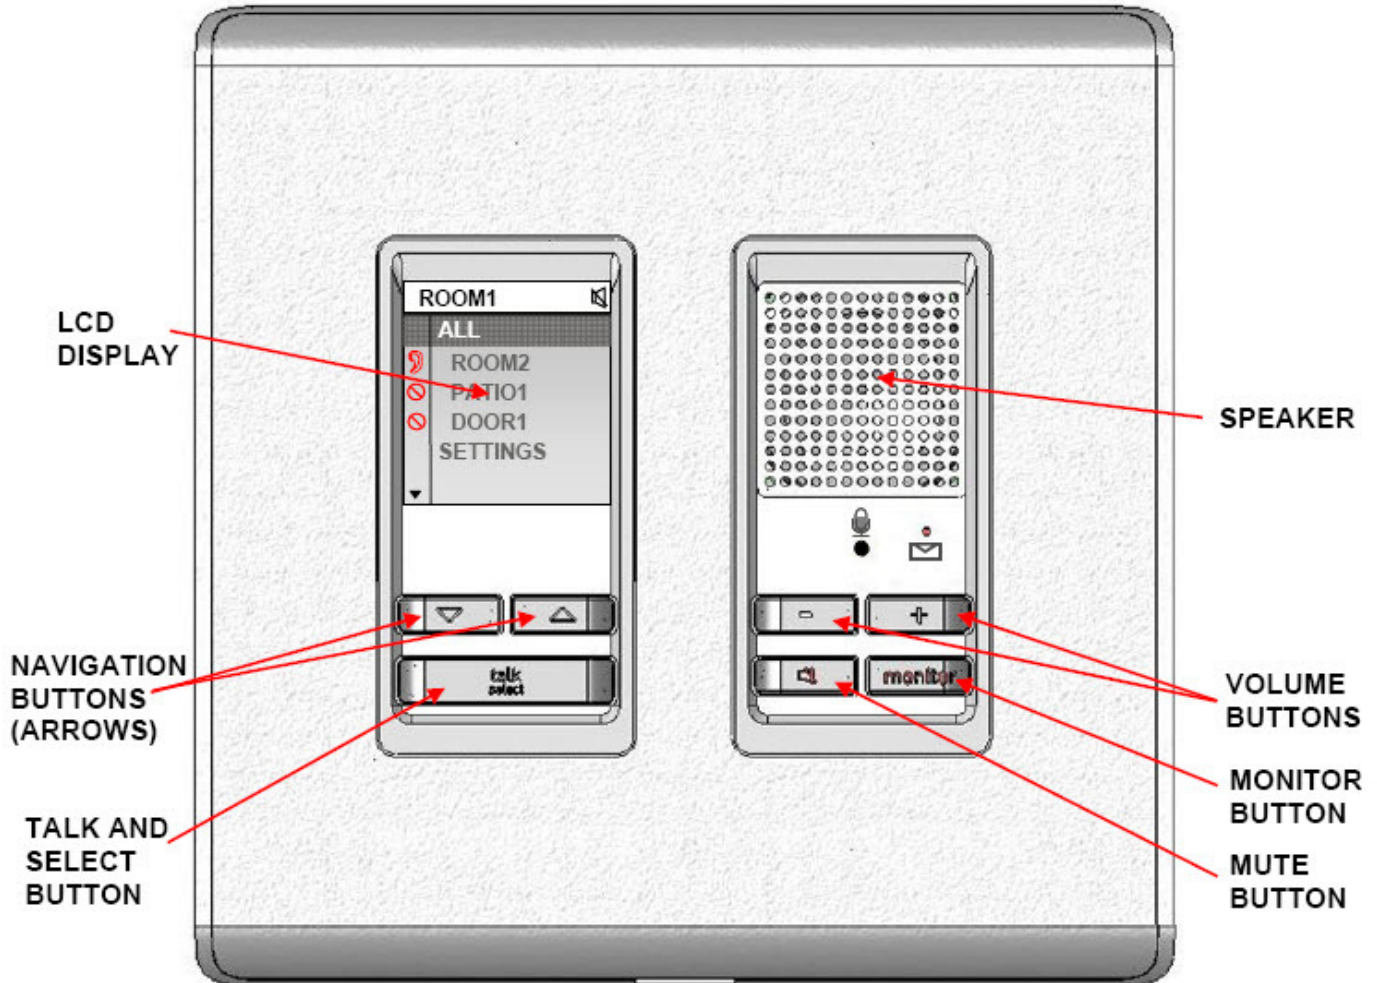 ROOM1
ALL
ROOM2
PATIO1
DOOR1
SETTINGS
talk
select
-
+
monitor
LCD
DISPLAY
NAVIGATION
BUTTONS
(ARROWS)
TALK AND
SELECT
BUTTON
SPEAKER
VOLUME
BUTTONS
MONITOR
BUTTON
MUTE
BUTTON